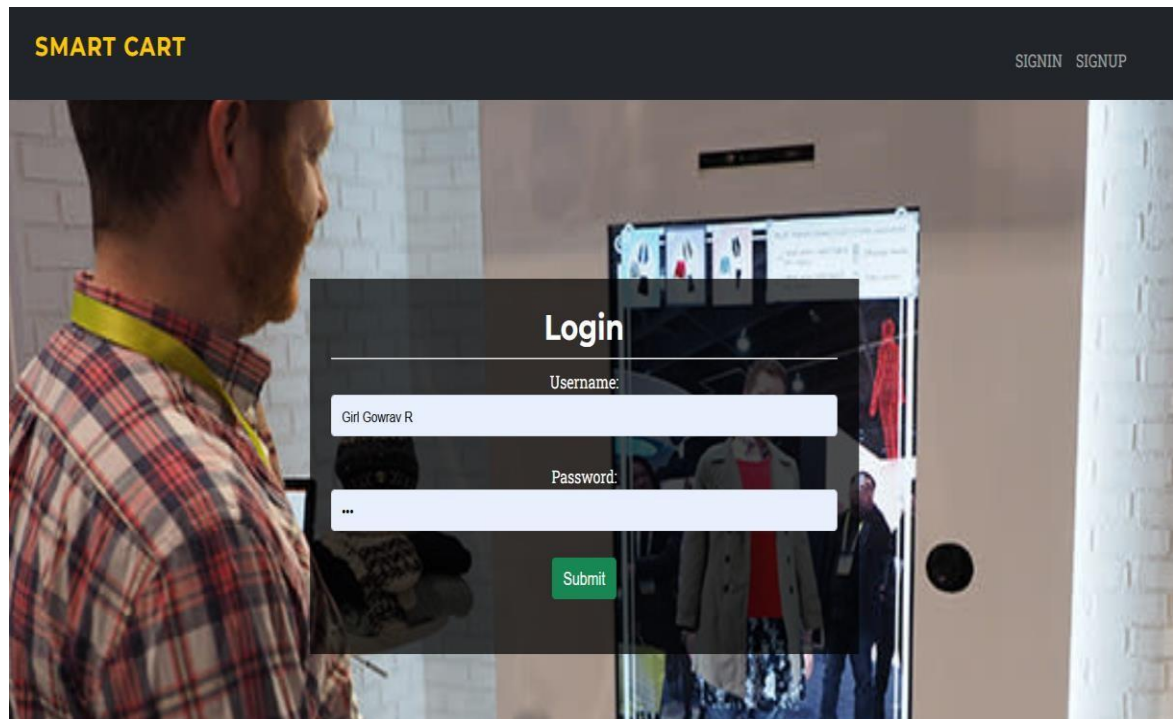 SMART CART
SIGNIN SIGNUP
Login
Username:
Girl Gowrav R
Password:
•••
Submit